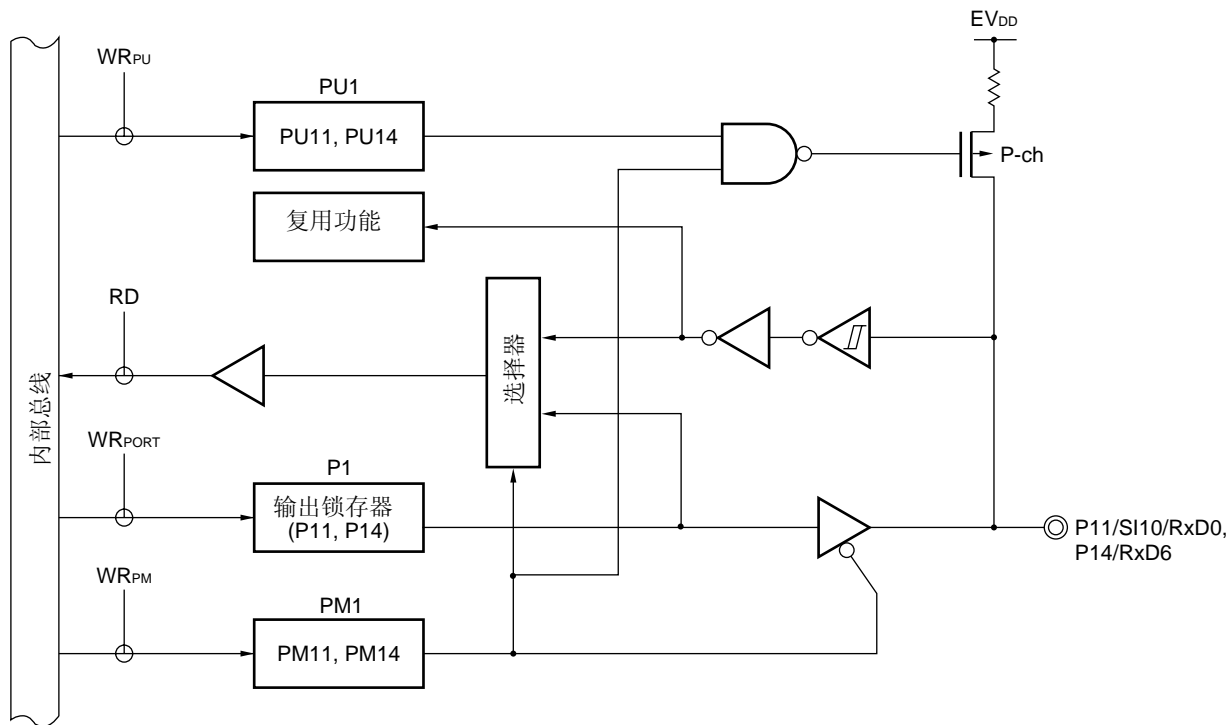 EVDD
WRPU
PU1
PU11, PU14
P-ch
复用功能
RD
选择器
内部总线
WRPORT
P1
输出锁存器
(P11, P14)
P11/SI10/RxD0,
P14/RxD6
WRPM
PM1
PM11, PM14